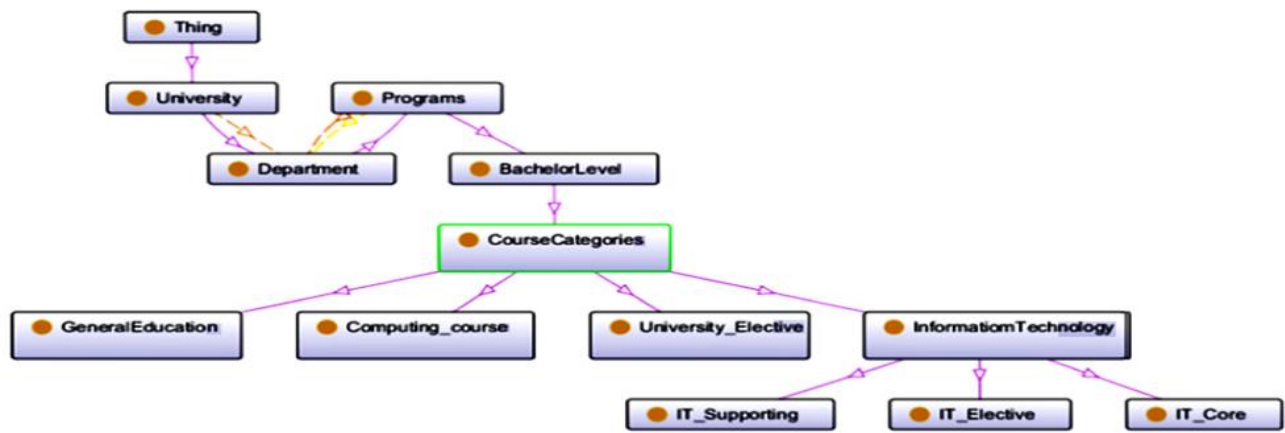 Thing
University
Programs
Department
BachelorLevel
CourseCategories
GeneralEducation
Computing_course
University_Elective
InformatiomTechnology
IT_Supporting
IT_Elective
IT_Core